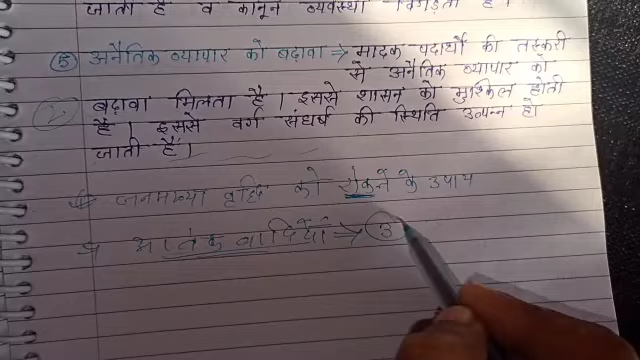 जाती है व कानून व्यवस्था बिगड़ती है।
⑤ अनैतिक व्यापार को बढ़ावा → मादक पदार्थों की तस्करी
से अनैतिक व्यापार को
बढ़ावा मिलता है। इससे शासन को मुश्किल होती
है। इससे वर्ग संघर्ष की स्थिति उत्पन्न हो
जाती है।
जनसंख्या वृद्धि को रोकने के उपाय
→ आतंकवादियों → उ